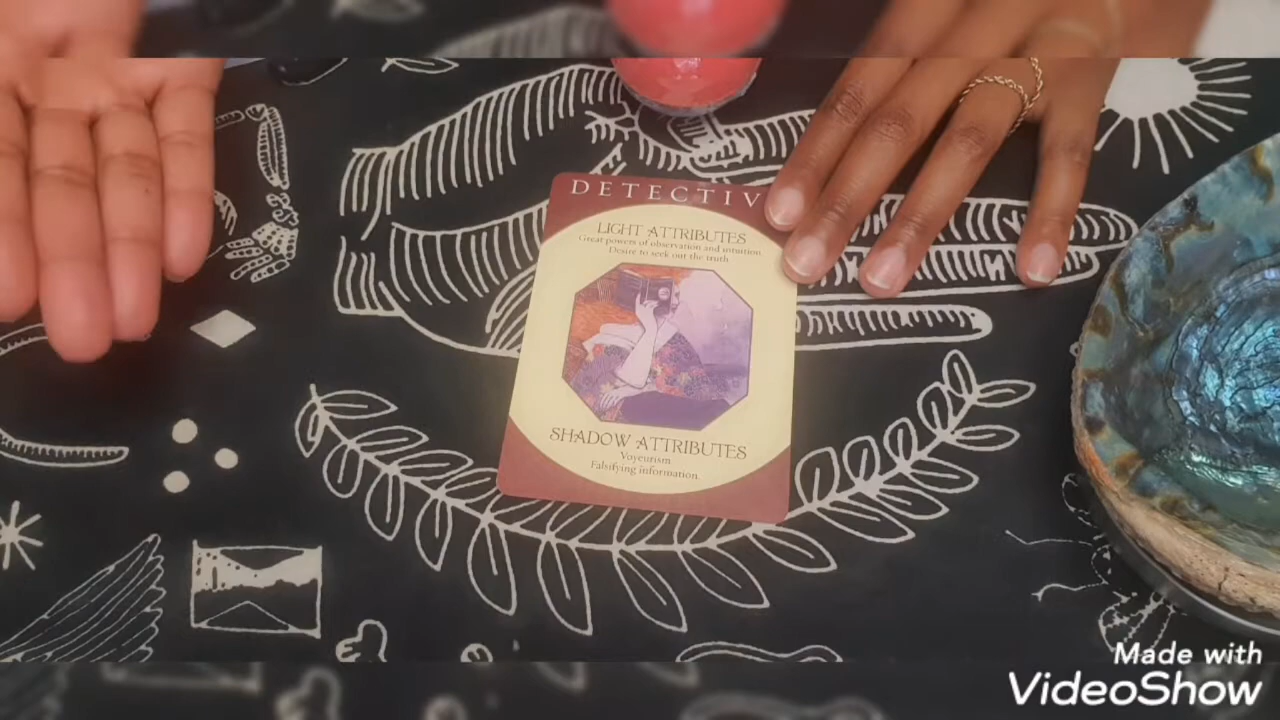 DETECTIV
LIGHT ATTRIBUTES
Great powers of observation and intuition.
Desire to seek out the truth
SHADOW ATTRIBUTES
Voyeurism
Falsifying information.
Made with
VideoShow